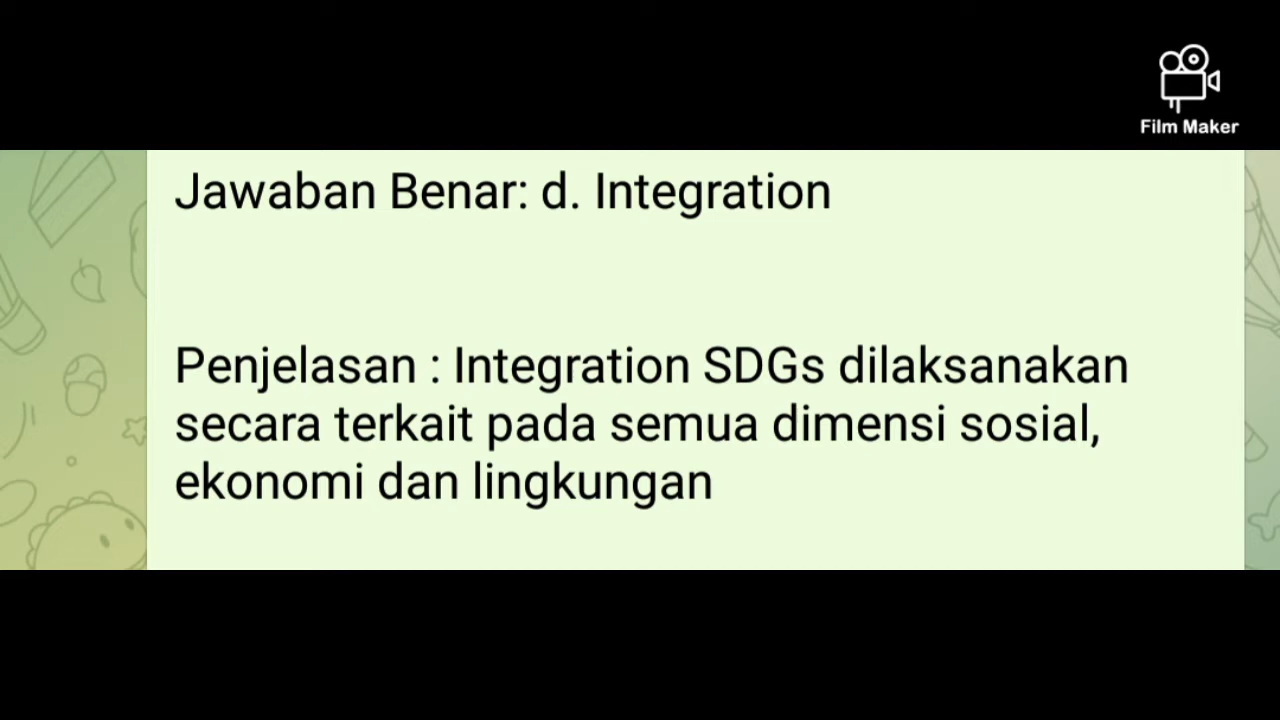 Film Maker
Jawaban Benar: d. Integration
Penjelasan : Integration SDGs dilaksanakan
secara terkait pada semua dimensi sosial,
ekonomi dan lingkungan